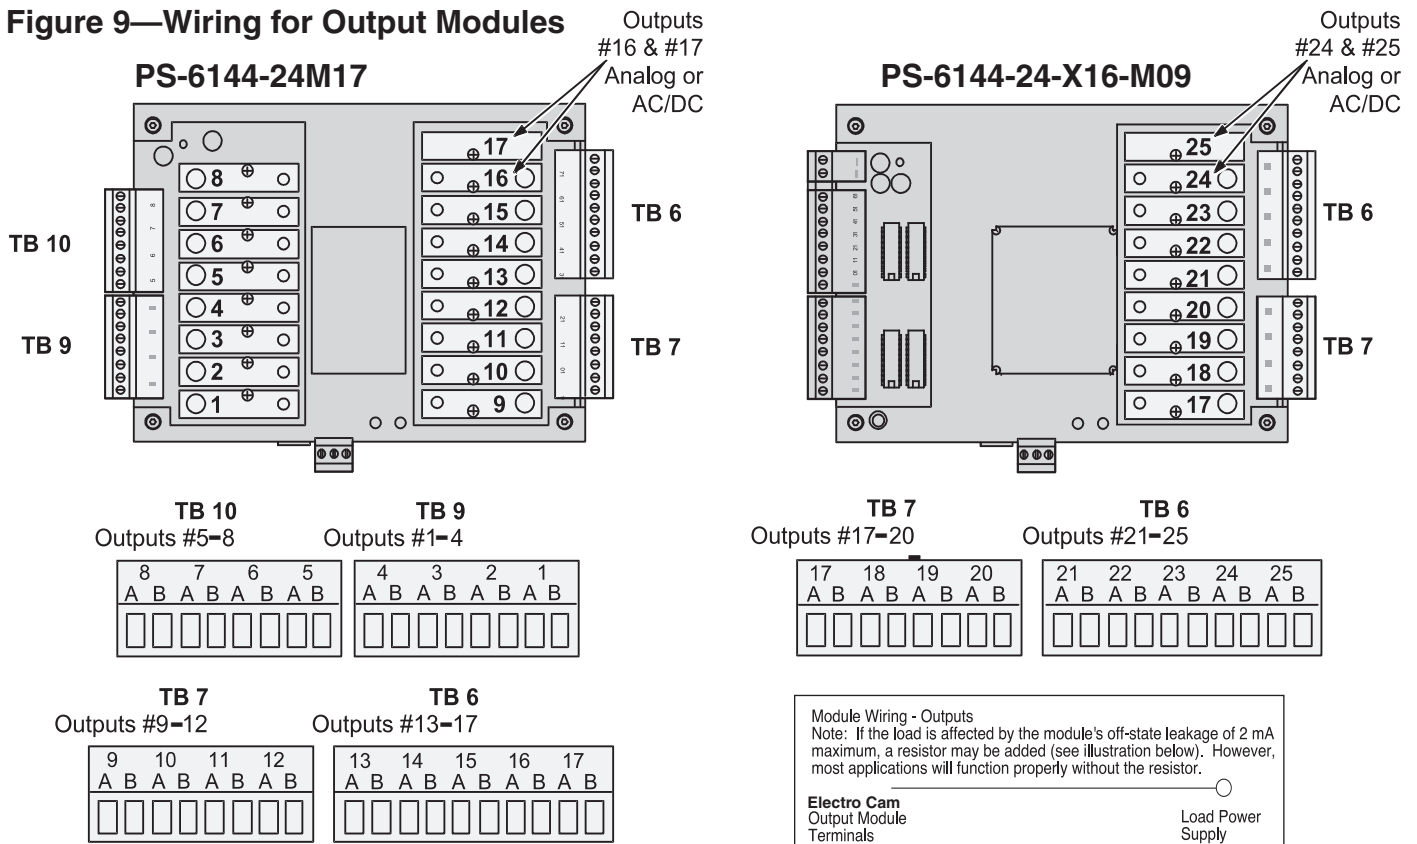 Figure 9—Wiring for Output Modules
Outputs
#16 & #17
Analog or
AC/DC
PS-6144-24M17
17
16
15
14
13
12
11
10
9
8
7
6
5
4
3
2
1
TB 10
TB 9
TB 6
TB 7
Outputs
#24 & #25
Analog or
AC/DC
PS-6144-24-X16-M09
25
24
23
22
21
20
19
18
17
TB 6
TB 7
TB 10
Outputs #5–8
8 7 6 5
A B A B A B A B
TB 9
Outputs #1–4
4 3 2 1
A B A B A B A B
TB 7
Outputs #9–12
9 10 11 12
A B A B A B A B
TB 6
Outputs #13–17
13 14 15 16 17
A B A B A B A B A B
TB 7
Outputs #17–20
17 18 19 20
A B A B A B A B
TB 6
Outputs #21–25
21 22 23 24 25
A B A B A B A B A B
Module Wiring - Outputs
Note: If the load is affected by the module's off-state leakage of 2 mA
maximum, a resistor may be added (see illustration below). However,
most applications will function properly without the resistor.
Electro Cam
Output Module
Terminals
Load Power
Supply